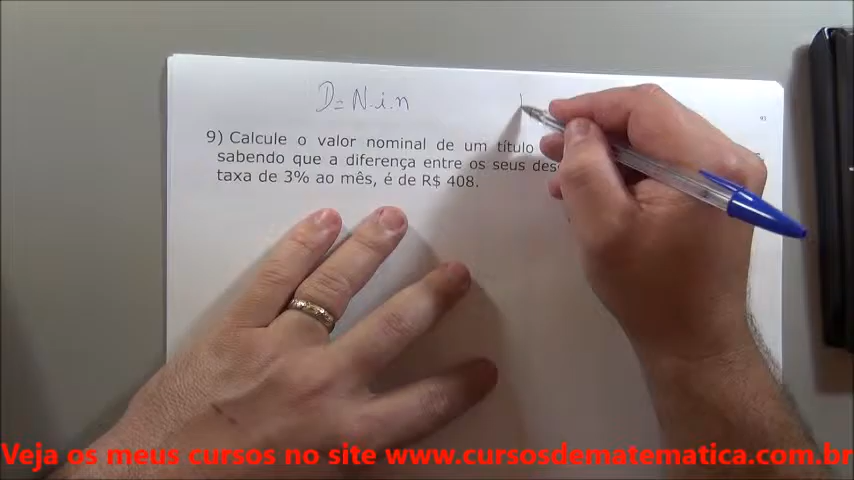 D = N.i.n
93
9) Calcule o valor nominal de um título
sabendo que a diferença entre os seus
taxa de 3% ao mês, é de R$ 408.
Veja os meus cursos no site www.cursosdematematica.com.br